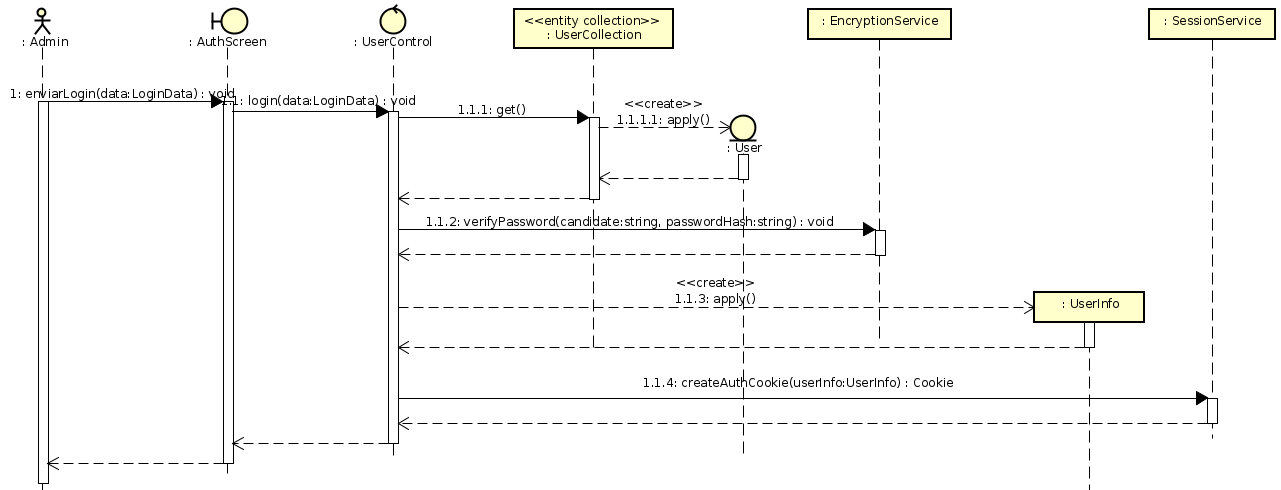 : Admin
: AuthScreen
: UserControl
<<entity collection>>
: UserCollection
: EncryptionService
: SessionService
1: enviarLogin(data:LoginData) : void
1.1: login(data:LoginData) : void
1.1.1: get()
<<create>>
1.1.1.1: apply()
: User
1.1.2: verifyPassword(candidate:string, passwordHash:string) : void
<<create>>
1.1.3: apply()
: UserInfo
1.1.4: createAuthCookie(userInfo:UserInfo) : Cookie